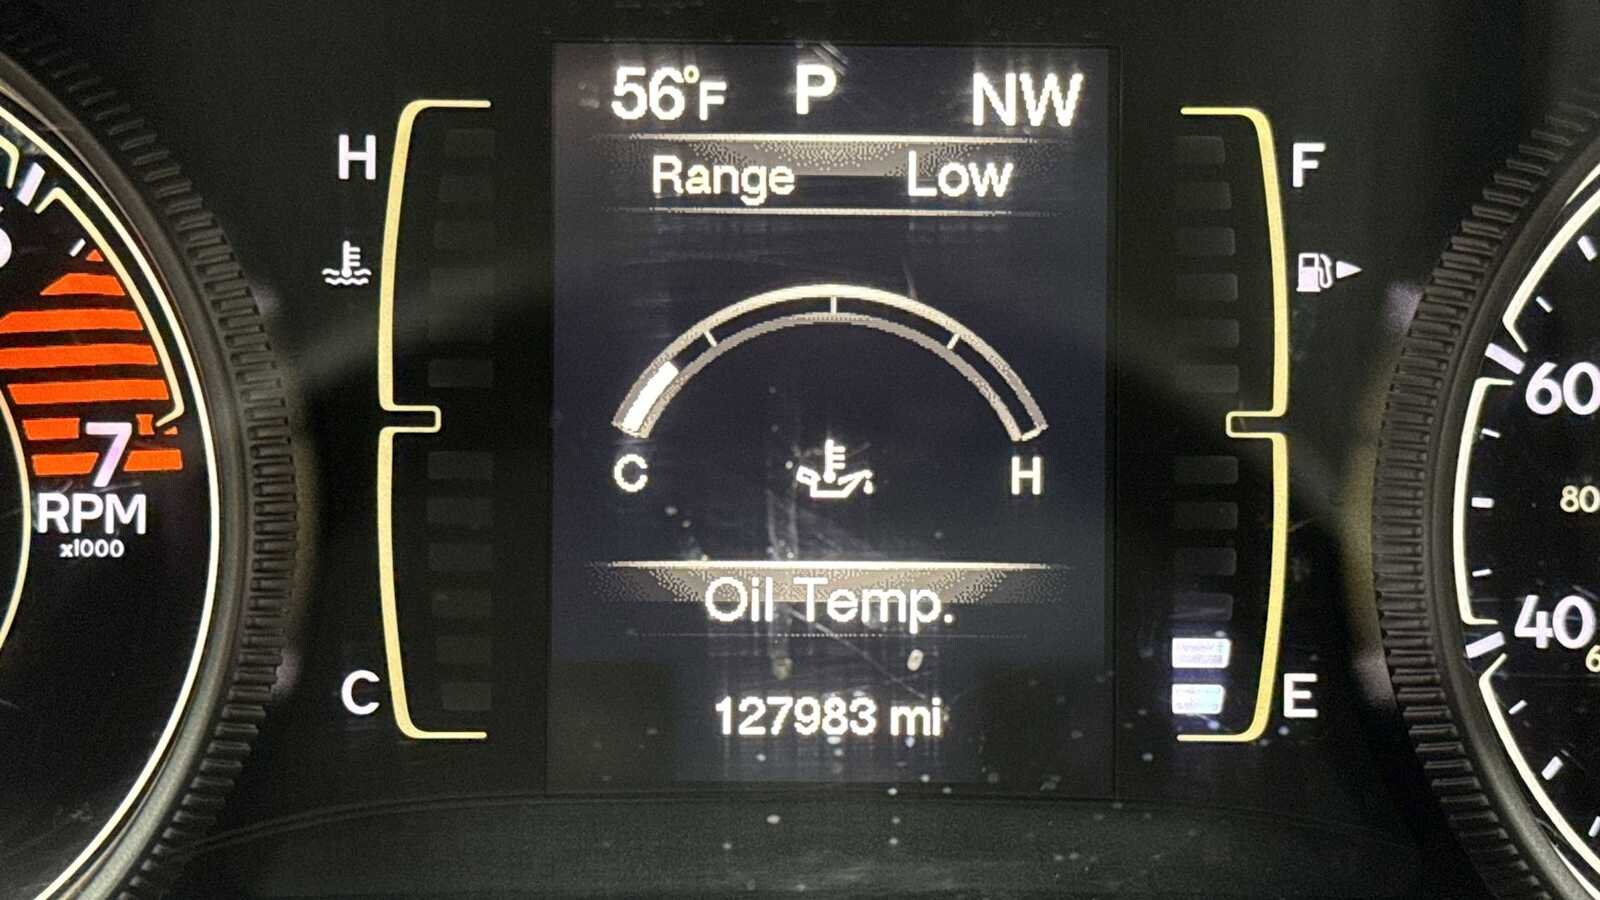 56°F P NW
Range Low
H
F
60
7
RPM
x1000
C H
80
Oil Temp.
40
C
E
127983 mi